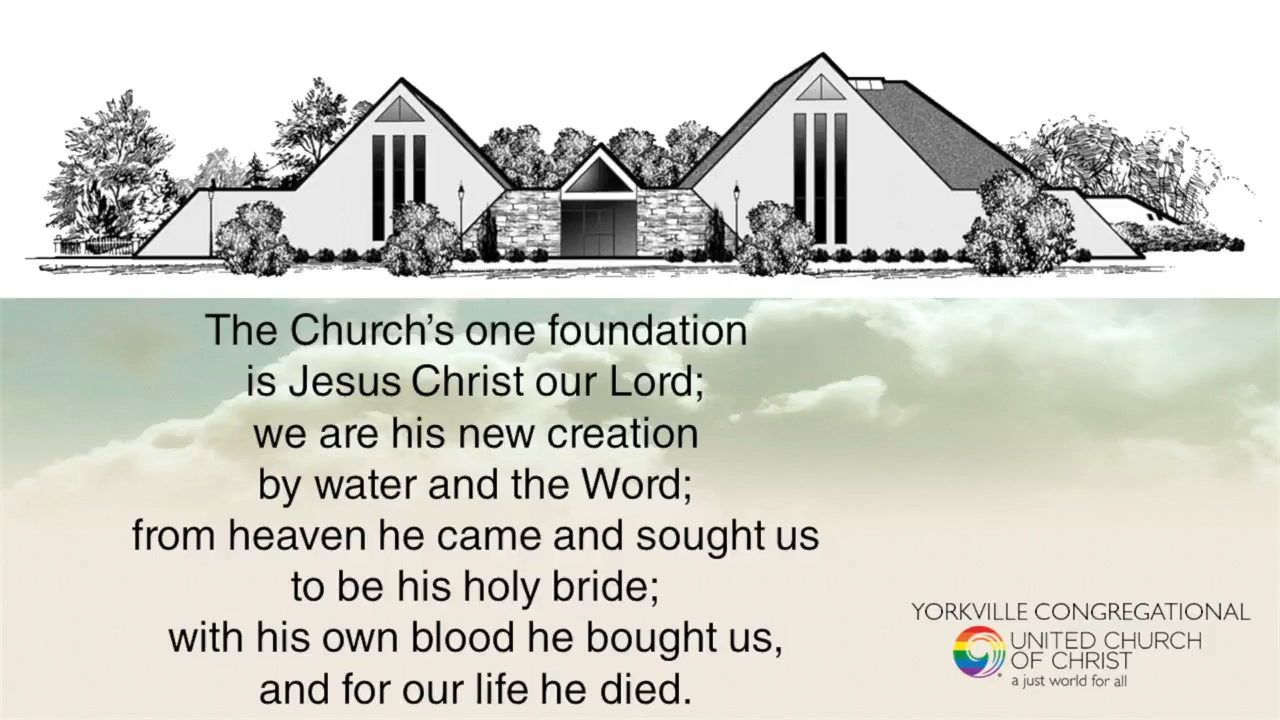 The Church’s one foundation
is Jesus Christ our Lord;
we are his new creation
by water and the Word;
from heaven he came and sought us
to be his holy bride;
with his own blood he bought us,
and for our life he died.
YORKVILLE CONGREGATIONAL
UNITED CHURCH
OF CHRIST
a just world for all